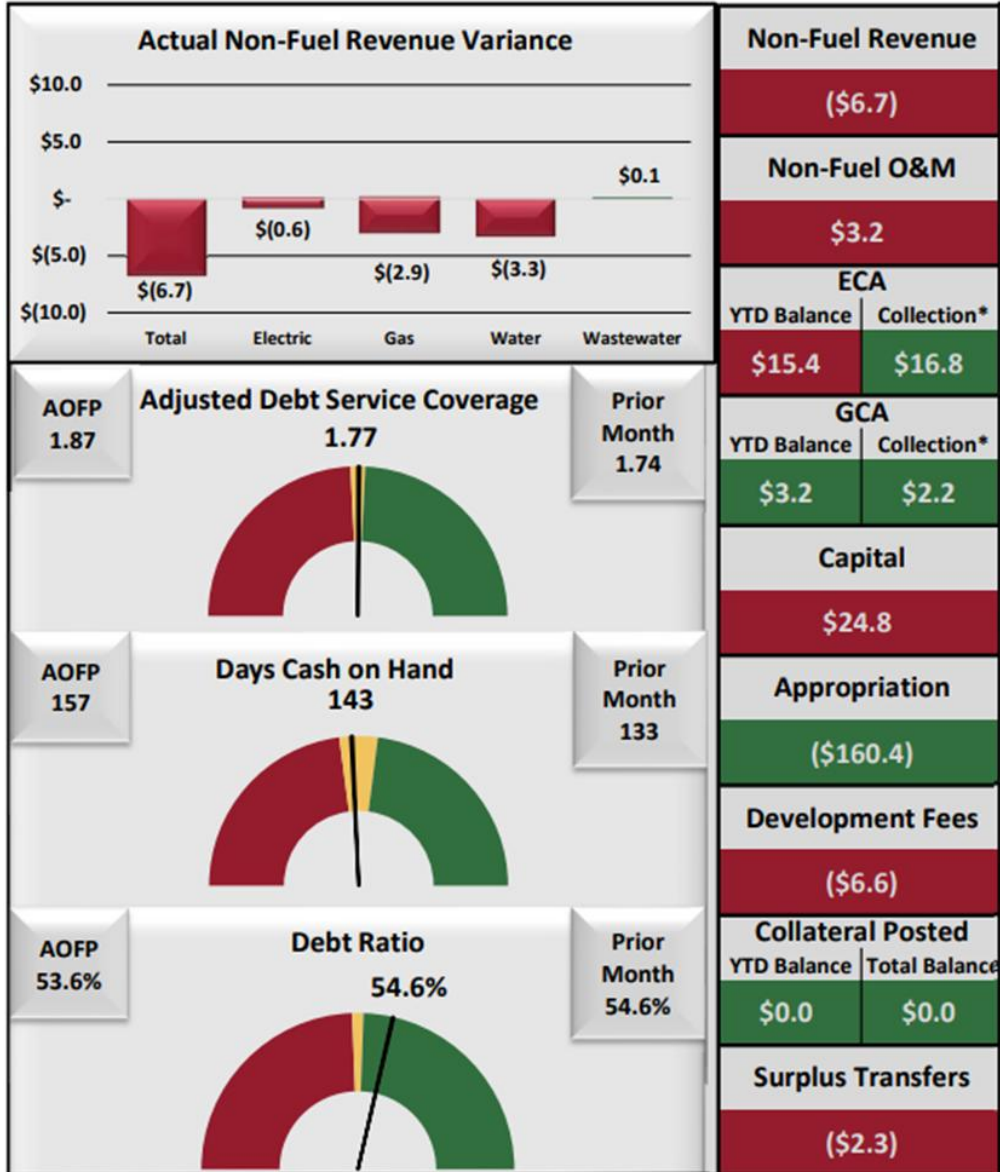 Actual Non-Fuel Revenue Variance
$10.0
$5.0
$-
$(5.0)
$(10.0)
$(6.7)
$(0.6)
$(2.9)
$(3.3)
$0.1
Total
Electric
Gas
Water
Wastewater
AOFP
1.87
Adjusted Debt Service Coverage
1.77
Prior
Month
1.74
AOFP
157
Days Cash on Hand
143
Prior
Month
133
AOFP
53.6%
Debt Ratio
54.6%
Prior
Month
54.6%
Non-Fuel Revenue
($6.7)
Non-Fuel O&M
$3.2
ECA
YTD Balance
Collection*
$15.4
$16.8
GCA
YTD Balance
Collection*
$3.2
$2.2
Capital
$24.8
Appropriation
($160.4)
Development Fees
($6.6)
Collateral Posted
YTD Balance
Total Balance
$0.0
$0.0
Surplus Transfers
($2.3)